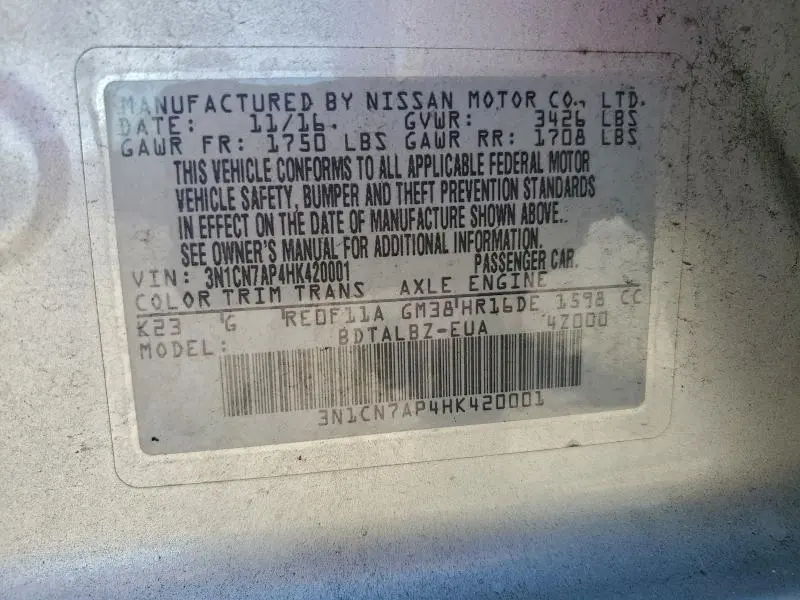 MANUFACTURED BY NISSAN MOTOR CO., LTD.
DATE: 11/16. GVWR: 3426 LBS
GAWR FR: 1750 LBS GAWR RR: 1708 LBS
THIS VEHICLE CONFORMS TO ALL APPLICABLE FEDERAL MOTOR
VEHICLE SAFETY, BUMPER AND THEFT PREVENTION STANDARDS
IN EFFECT ON THE DATE OF MANUFACTURE SHOWN ABOVE.
SEE OWNER'S MANUAL FOR ADDITIONAL INFORMATION.
VIN: 3N1CN7AP4HK420001 PASSENGER CAR.
COLOR TRIM TRANS AXLE ENGINE
K23 G RE0F11A GM38 HR16DE 1598 CC
MODEL: BDTALBZ-EUA 4Z000
3N1CN7AP4HK420001